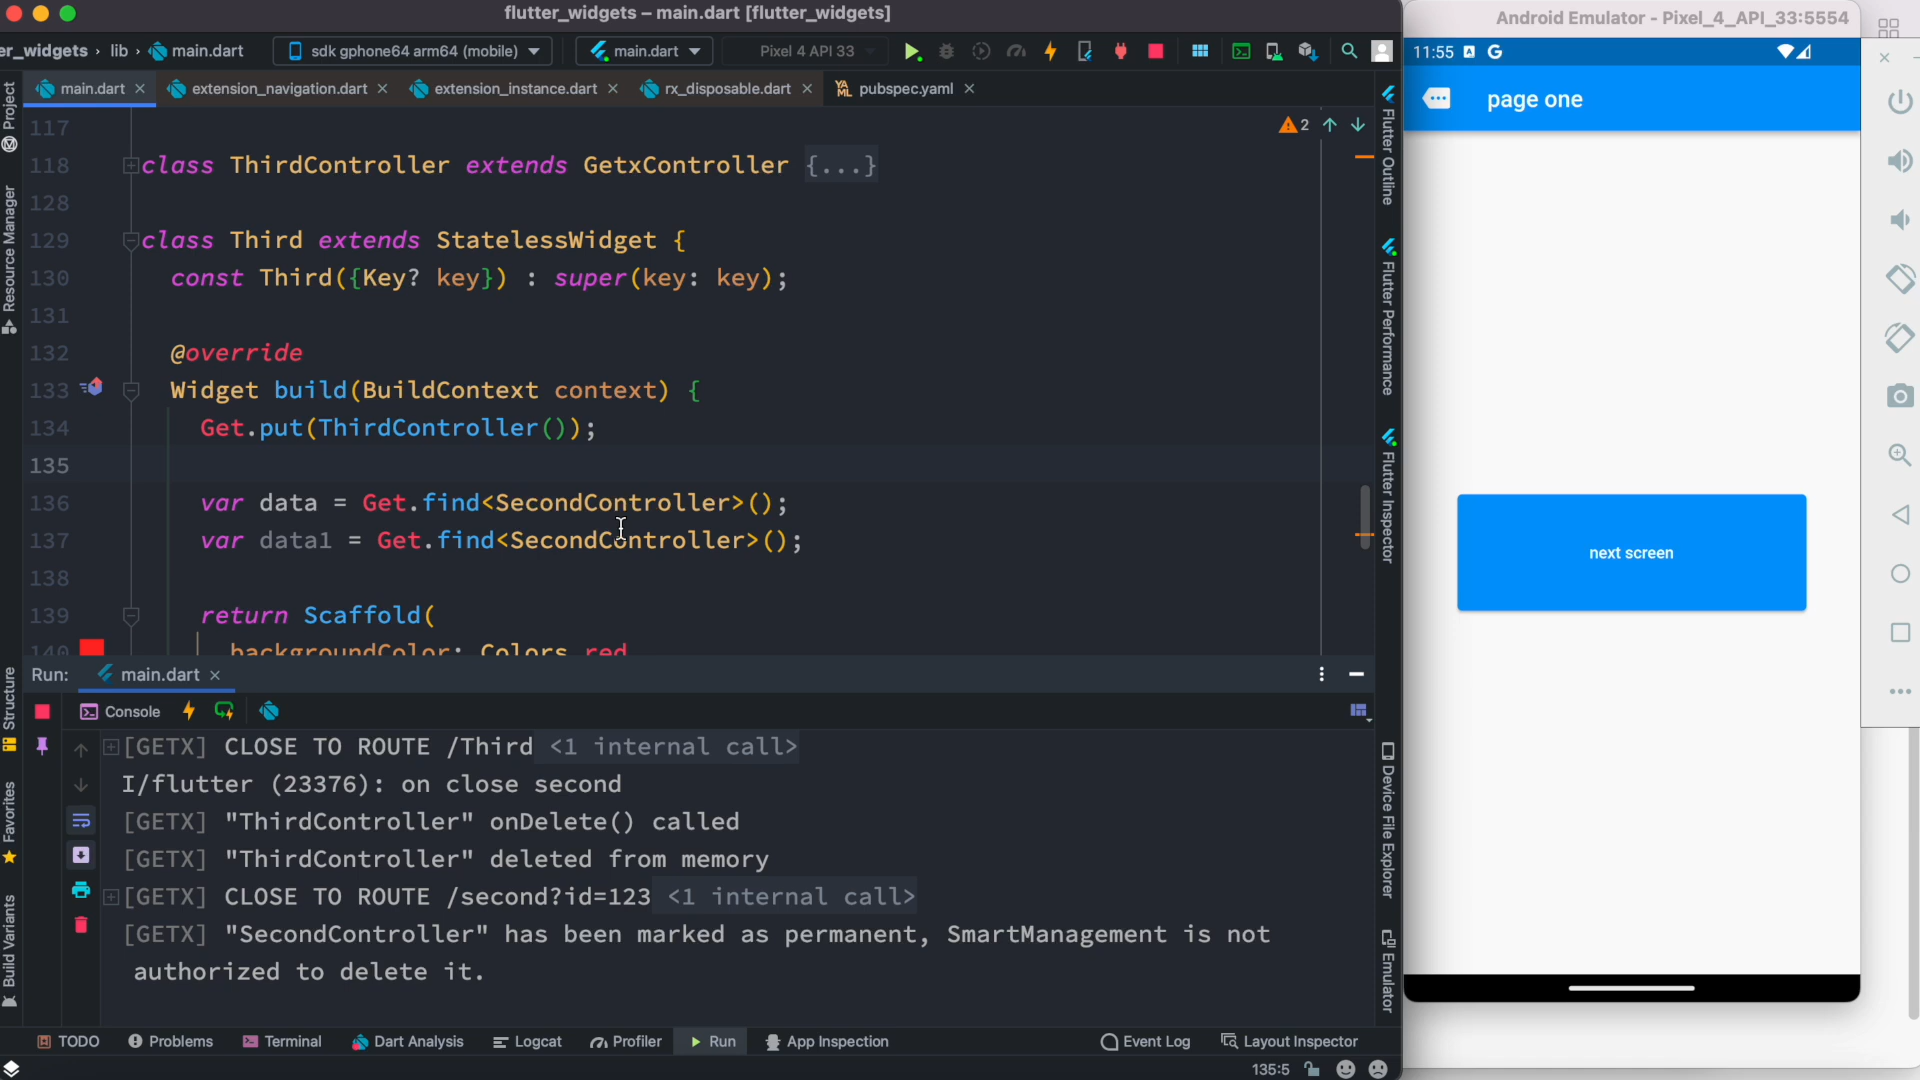 flutter_widgets – main.dart [flutter_widgets]
Android Emulator - Pixel_4_API_33:5554
er_widgets › lib › main.dart
sdk gphone64 arm64 (mobile)
main.dart
Pixel 4 API 33
main.dart
extension_navigation.dart
extension_instance.dart
rx_disposable.dart
pubspec.yaml
11:55
page one
next screen
2
117
118 class ThirdController extends GetxController {...}
128
129 class Third extends StatelessWidget {
130 const Third({Key? key}) : super(key: key);
131
132 @override
133 Widget build(BuildContext context) {
134 Get.put(ThirdController());
135
136 var data = Get.find<SecondController>();
137 var data1 = Get.find<SecondController>();
138
139 return Scaffold(
140 backgroundColor: Colors.red
Project
Resource Manager
Structure
Favorites
Build Variants
Flutter Outline
Flutter Performance
Flutter Inspector
Device File Explorer
Emulator
Run: main.dart
Console
[GETX] CLOSE TO ROUTE /Third <1 internal call>
I/flutter (23376): on close second
[GETX] "ThirdController" onDelete() called
[GETX] "ThirdController" deleted from memory
[GETX] CLOSE TO ROUTE /second?id=123 <1 internal call>
[GETX] "SecondController" has been marked as permanent, SmartManagement is not
authorized to delete it.
TODO Problems Terminal Dart Analysis Logcat Profiler Run App Inspection Event Log Layout Inspector
135:5